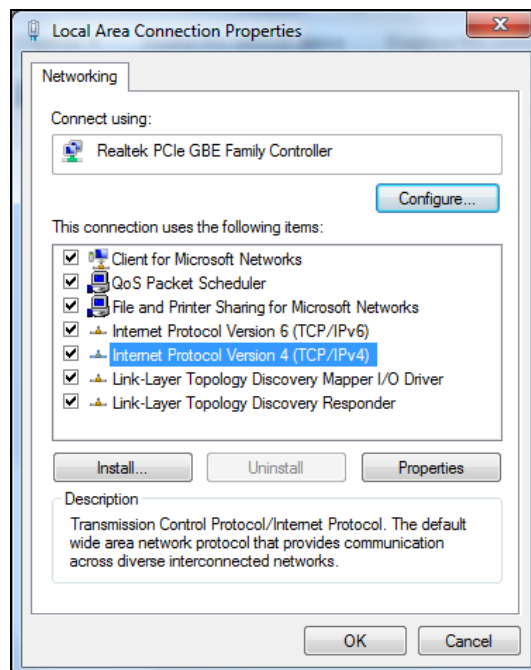 Local Area Connection Properties
Networking
Connect using:
Realtek PCIe GBE Family Controller
Configure...
This connection uses the following items:
Client for Microsoft Networks
QoS Packet Scheduler
File and Printer Sharing for Microsoft Networks
Internet Protocol Version 6 (TCP/IPv6)
Internet Protocol Version 4 (TCP/IPv4)
Link-Layer Topology Discovery Mapper I/O Driver
Link-Layer Topology Discovery Responder
Install... Uninstall Properties
Description
Transmission Control Protocol/Internet Protocol. The default
wide area network protocol that provides communication
across diverse interconnected networks.
OK Cancel